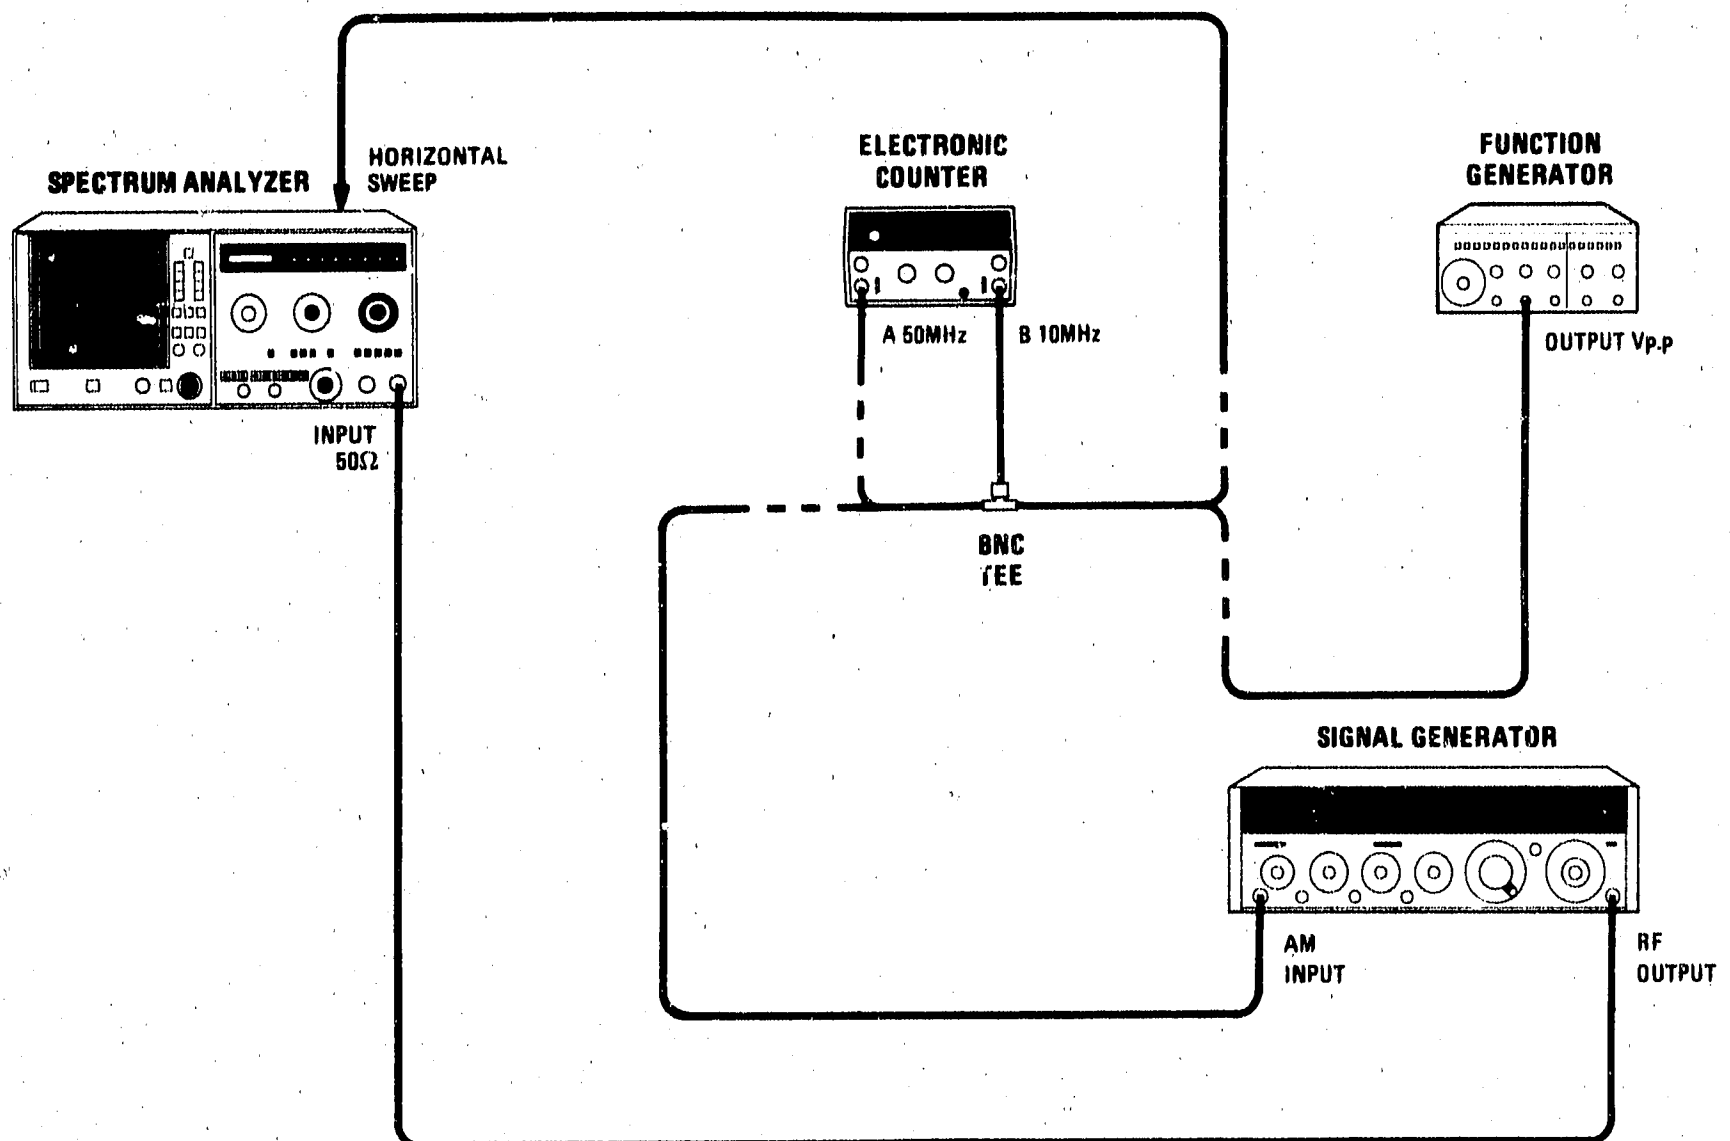 HORIZONTAL
SWEEP
SPECTRUM ANALYZER
ELECTRONIC
COUNTER
FUNCTION
GENERATOR
A 50MHz
B 10MHz
OUTPUT Vp.p
INPUT
50Ω
BNC
TEE
SIGNAL GENERATOR
AM
INPUT
RF
OUTPUT